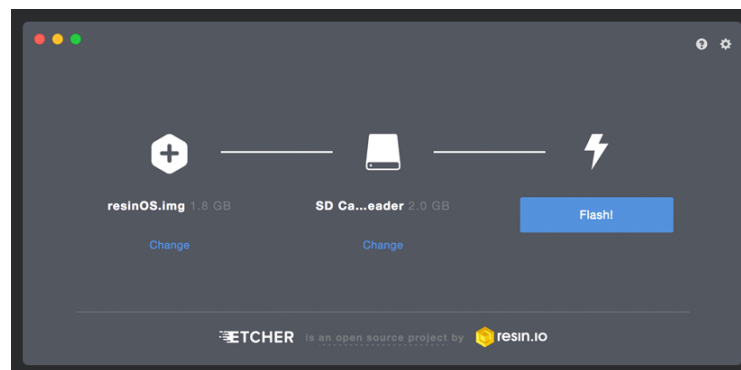 resinOS.img 1.8 GB
SD Ca...eader 2.0 GB
Flash!
Change
Change
ETCHER is an open source project by resin.io